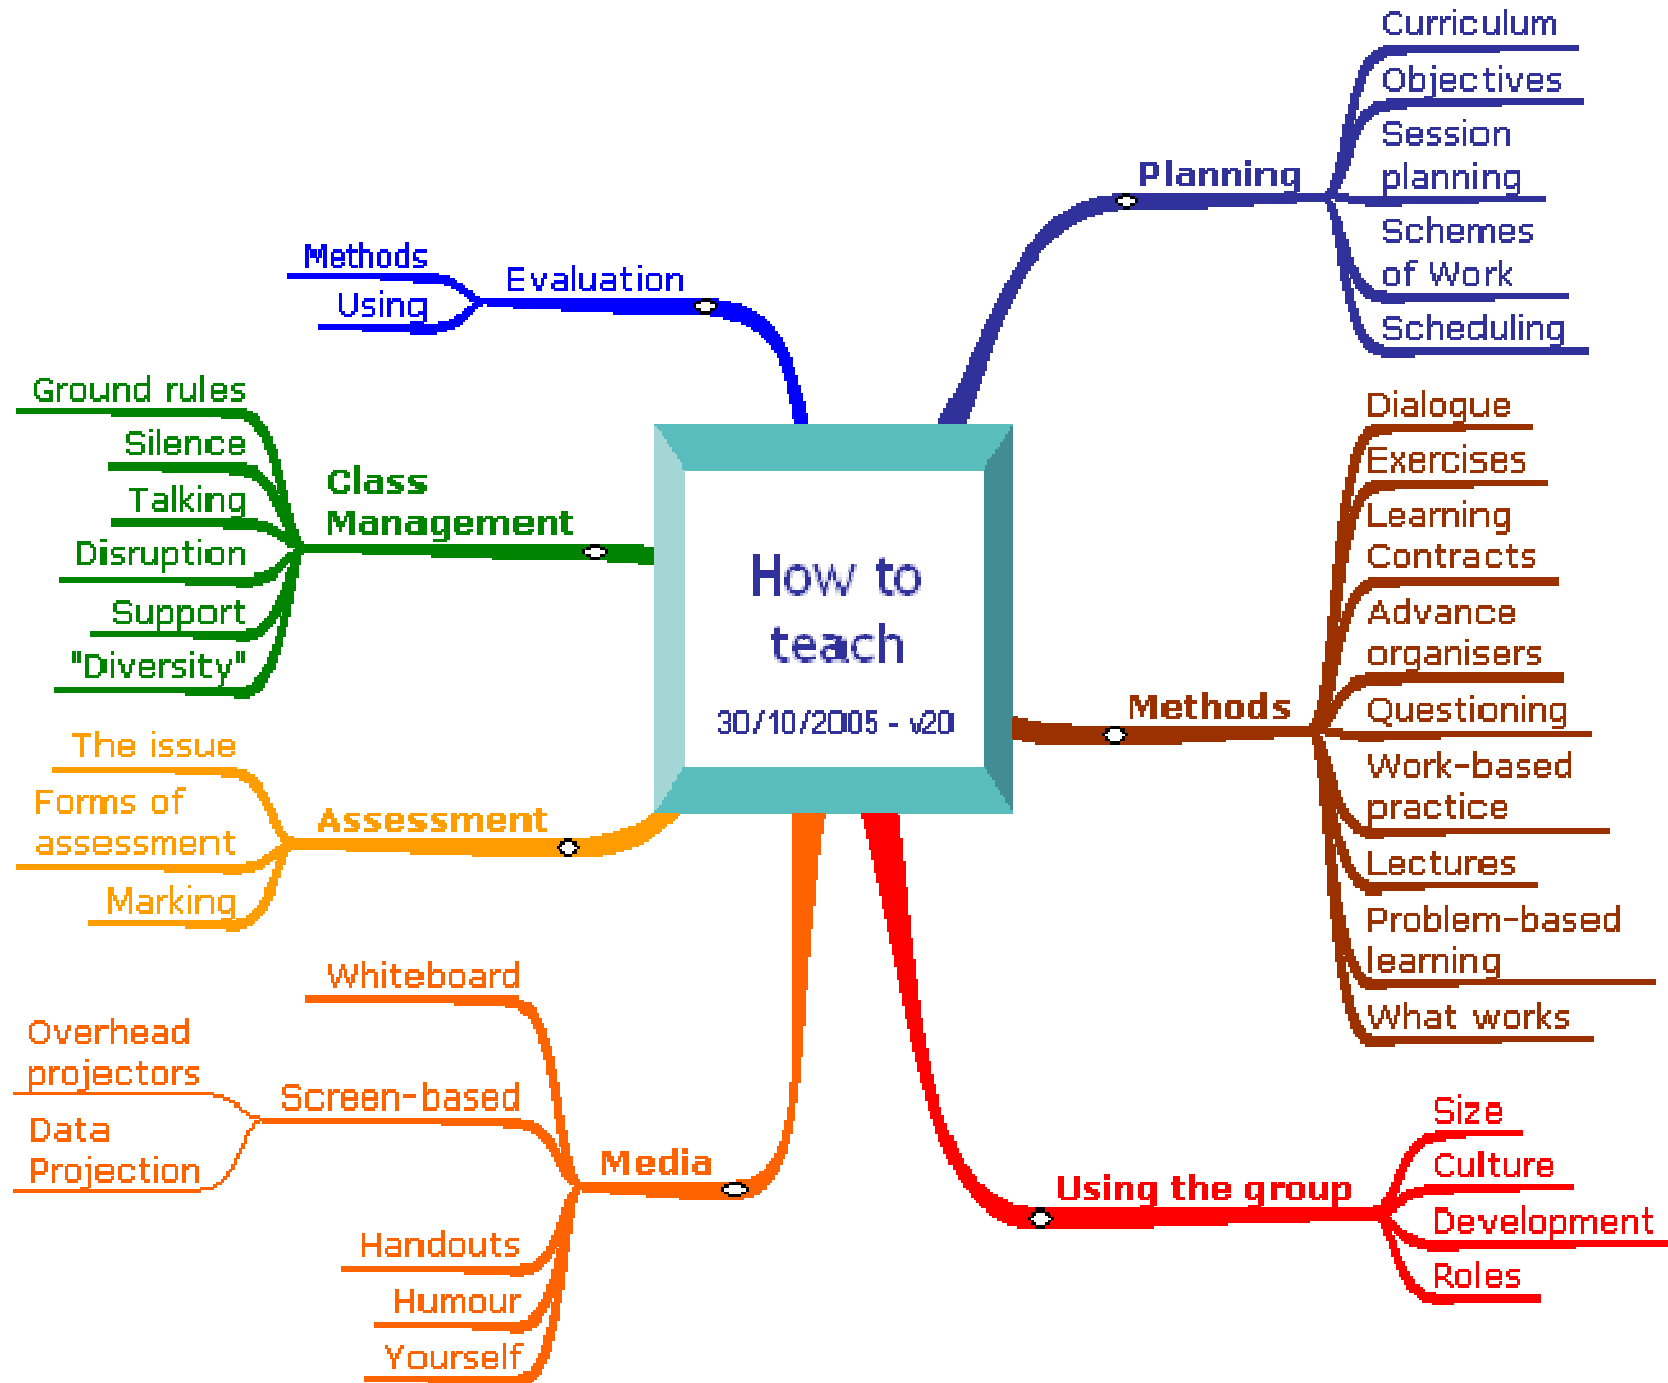 How to
teach
30/10/2005 - v20
Planning
Curriculum
Objectives
Session
planning
Schemes
of Work
Scheduling
Methods
Dialogue
Exercises
Learning
Contracts
Advance
organisers
Questioning
Work-based
practice
Lectures
Problem-based
learning
What works
Using the group
Size
Culture
Development
Roles
Media
Whiteboard
Screen-based
Overhead
projectors
Data
Projection
Handouts
Humour
Yourself
Assessment
The issue
Forms of
assessment
Marking
Class
Management
Ground rules
Silence
Talking
Disruption
Support
"Diversity"
Evaluation
Methods
Using